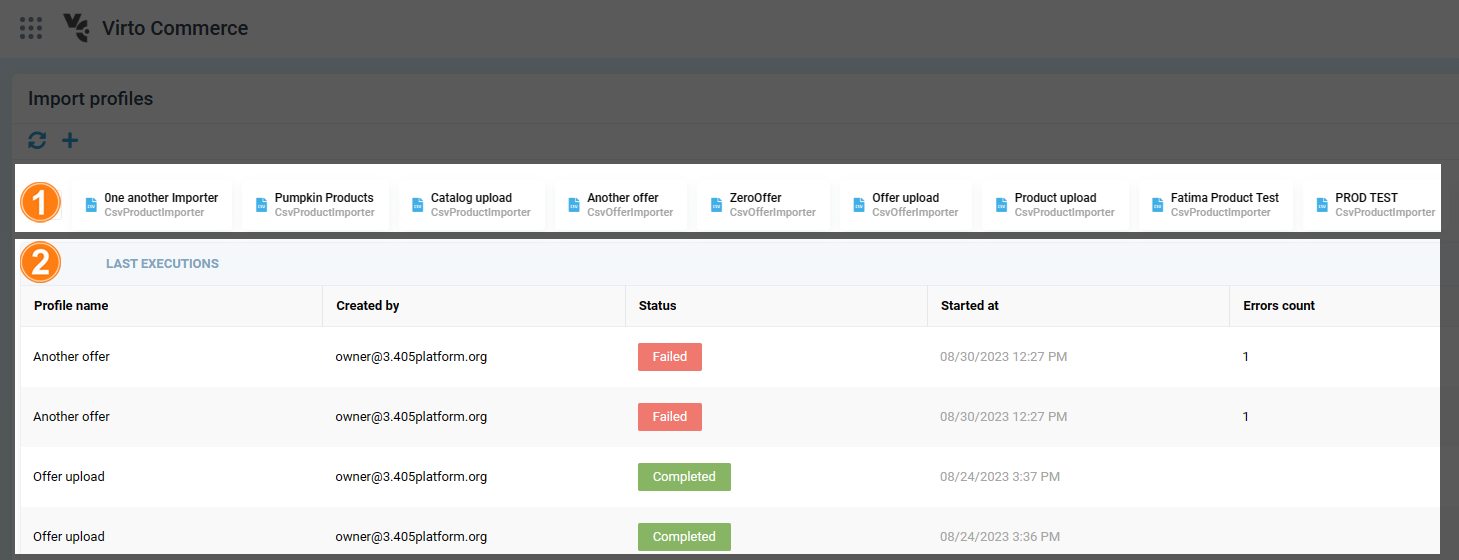 Virto Commerce
Import profiles
1
0ne another Importer
CsvProductImporter
Pumpkin Products
CsvProductImporter
Catalog upload
CsvProductImporter
Another offer
CsvOfferImporter
ZeroOffer
CsvOfferImporter
Offer upload
CsvOfferImporter
Product upload
CsvProductImporter
Fatima Product Test
CsvProductImporter
PROD TEST
CsvProductImporter
2
LAST EXECUTIONS
Profile name Created by Status Started at Errors count
Another offer owner@3.405platform.org Failed 08/30/2023 12:27 PM 1
Another offer owner@3.405platform.org Failed 08/30/2023 12:27 PM 1
Offer upload owner@3.405platform.org Completed 08/24/2023 3:37 PM
Offer upload owner@3.405platform.org Completed 08/24/2023 3:36 PM